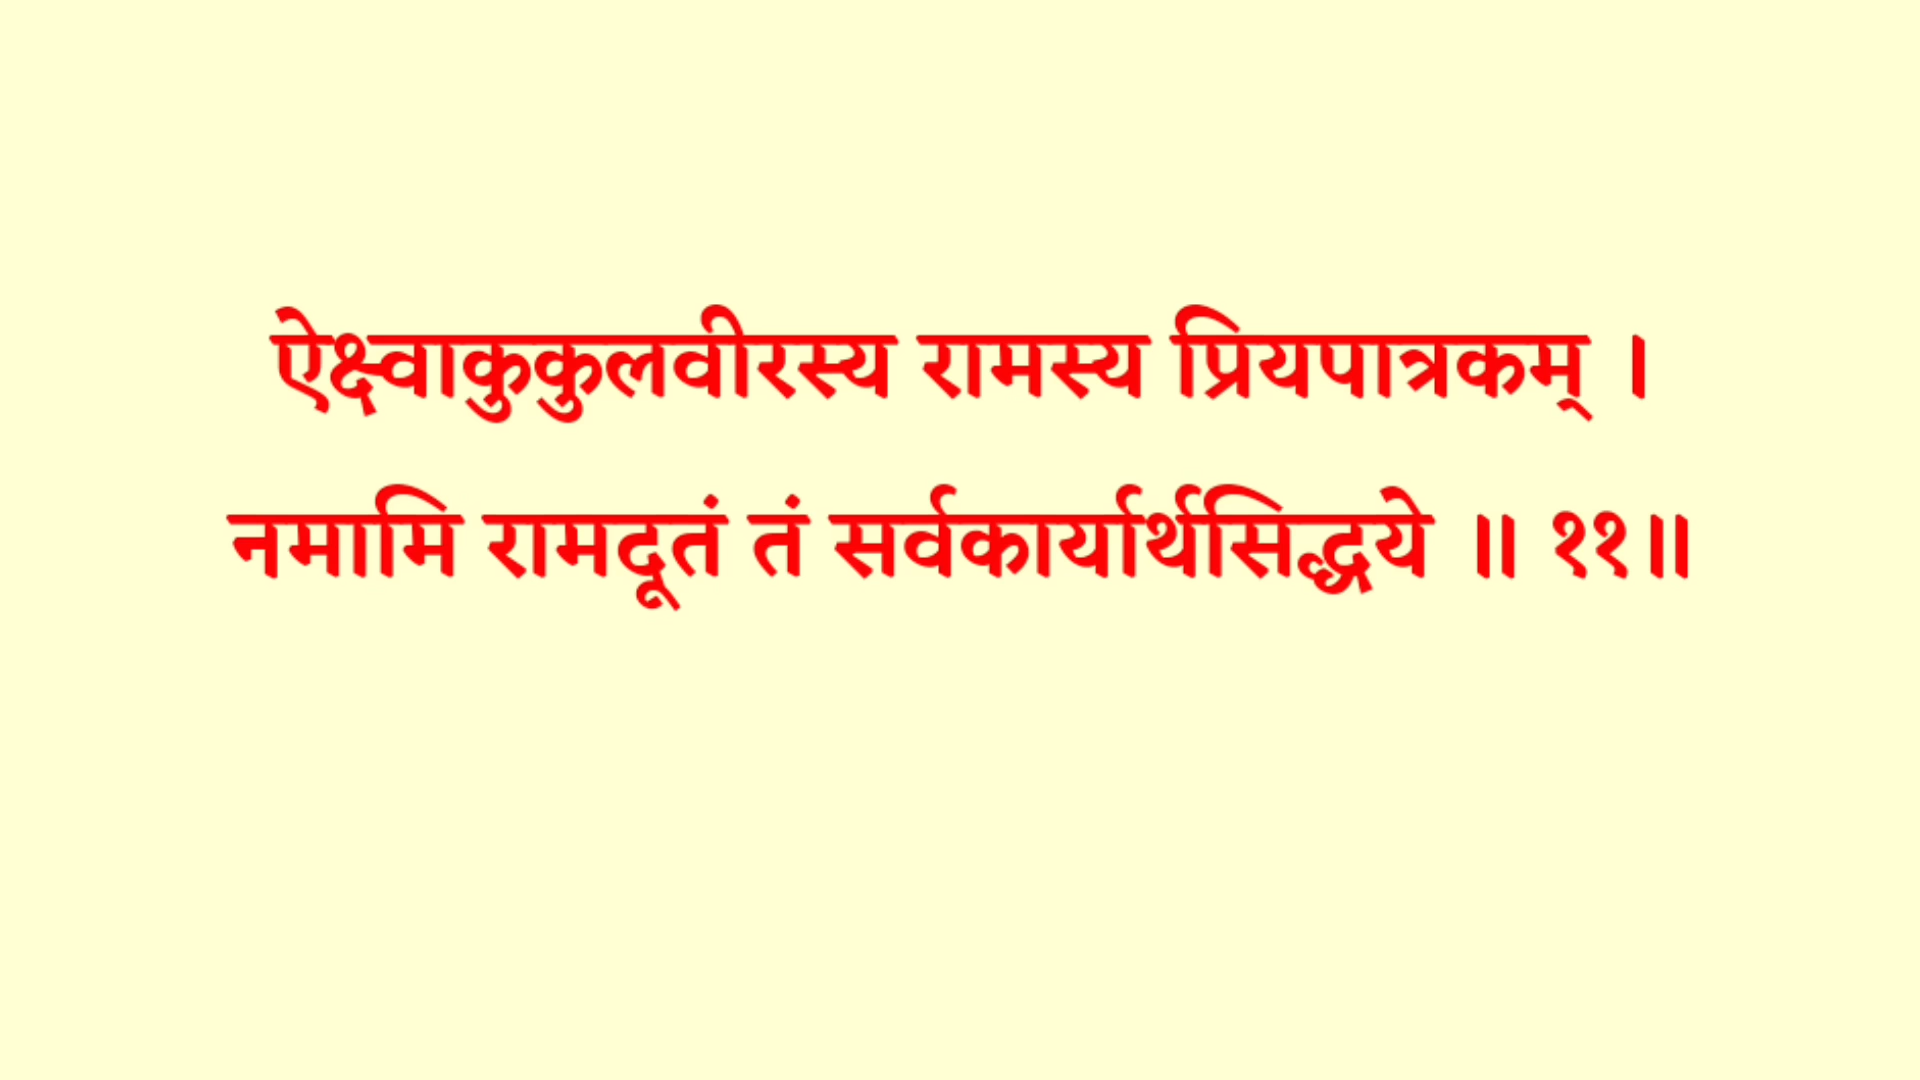 ऐक्ष्वाकुकुलवीरस्य रामस्य प्रियपात्रकम् ।
नमामि रामदूतं तं सर्वकार्यार्थसिद्धये ॥ ११॥